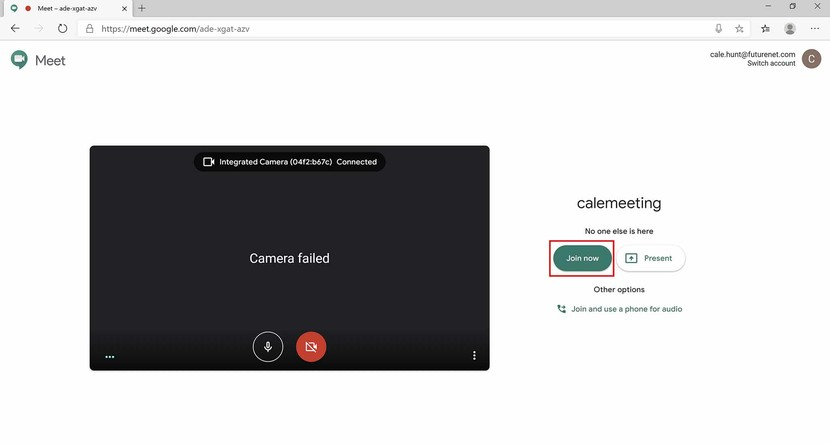 Meet – ade-xgat-azv
https://meet.google.com/ade-xgat-azv
Meet
cale.hunt@futurenet.com
Switch account
C
Integrated Camera (04f2:b67c) Connected
Camera failed
calemeeting
No one else is here
Join now
Present
Other options
Join and use a phone for audio